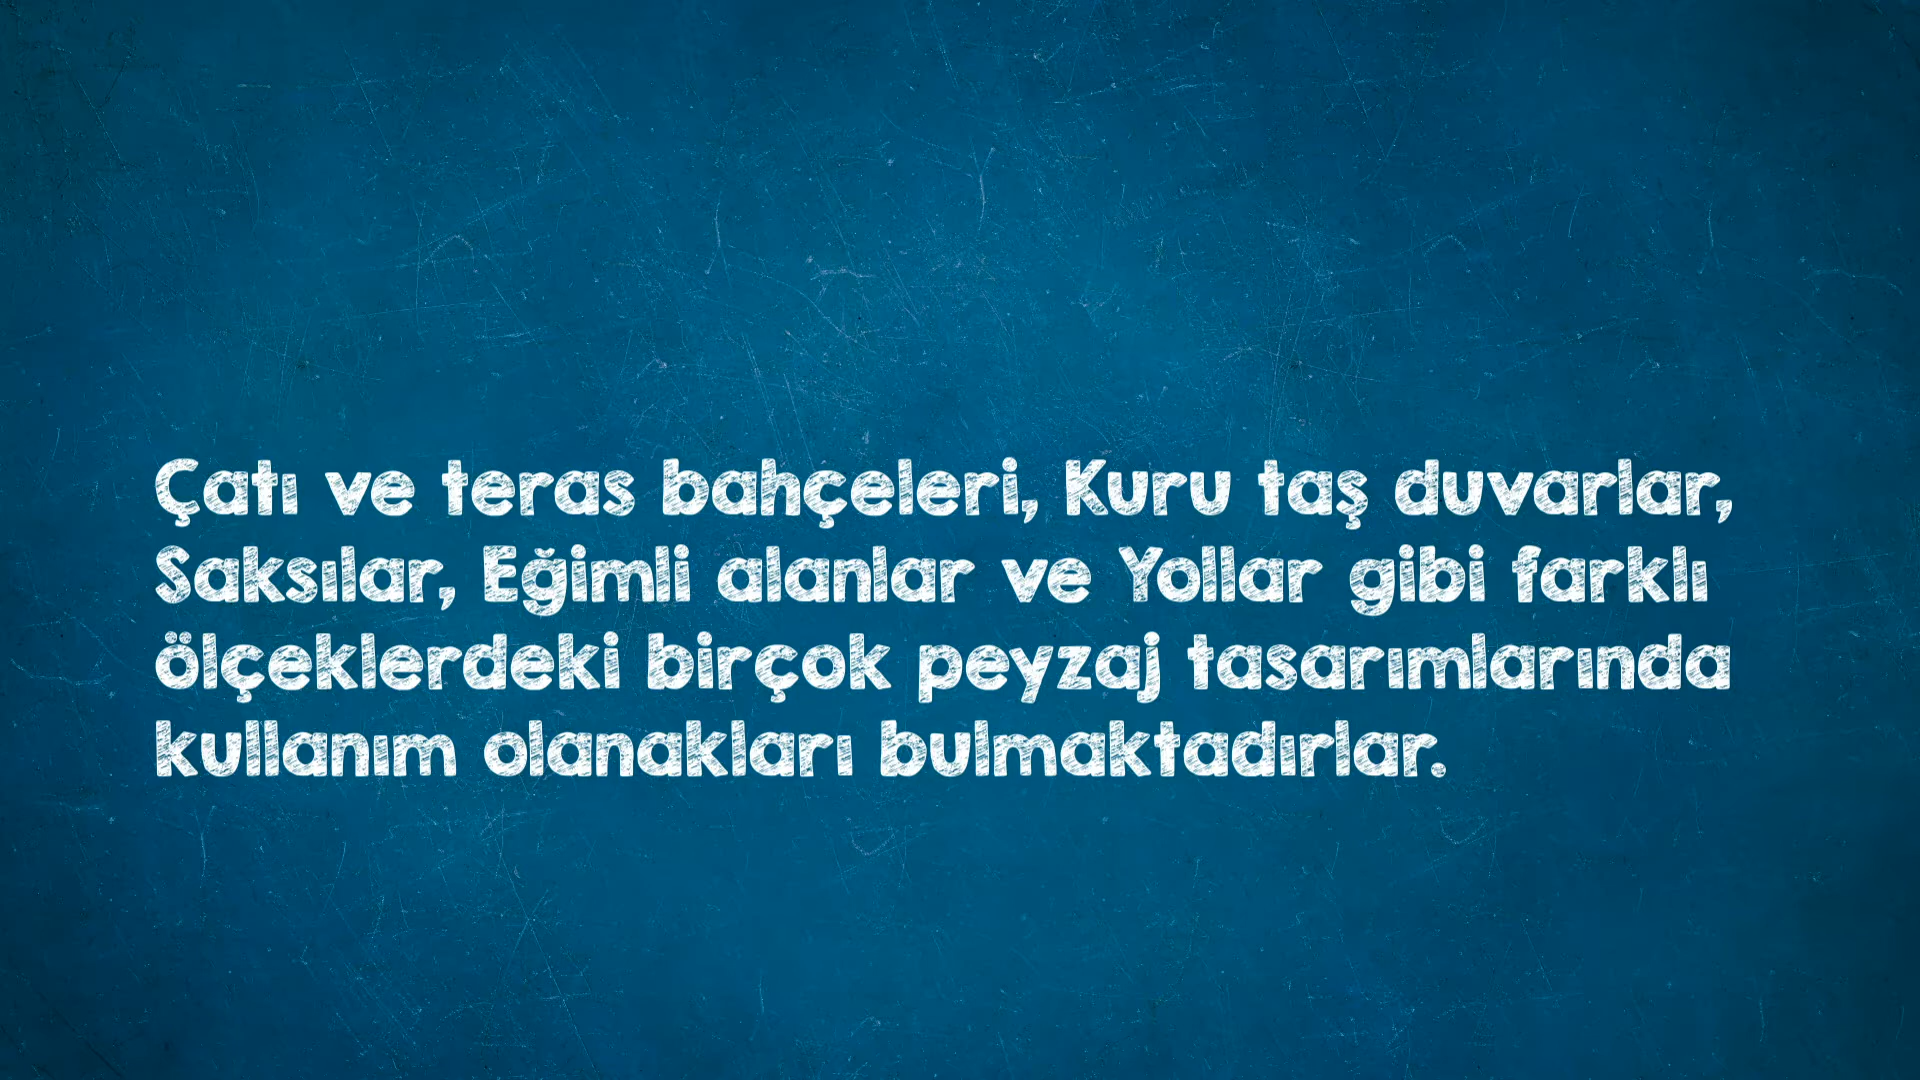 Çatı ve teras bahçeleri, Kuru taş duvarlar,
Saksılar, Eğimli alanlar ve Yollar gibi farklı
ölçeklerdeki birçok peyzaj tasarımlarında
kullanım olanakları bulmaktadırlar.